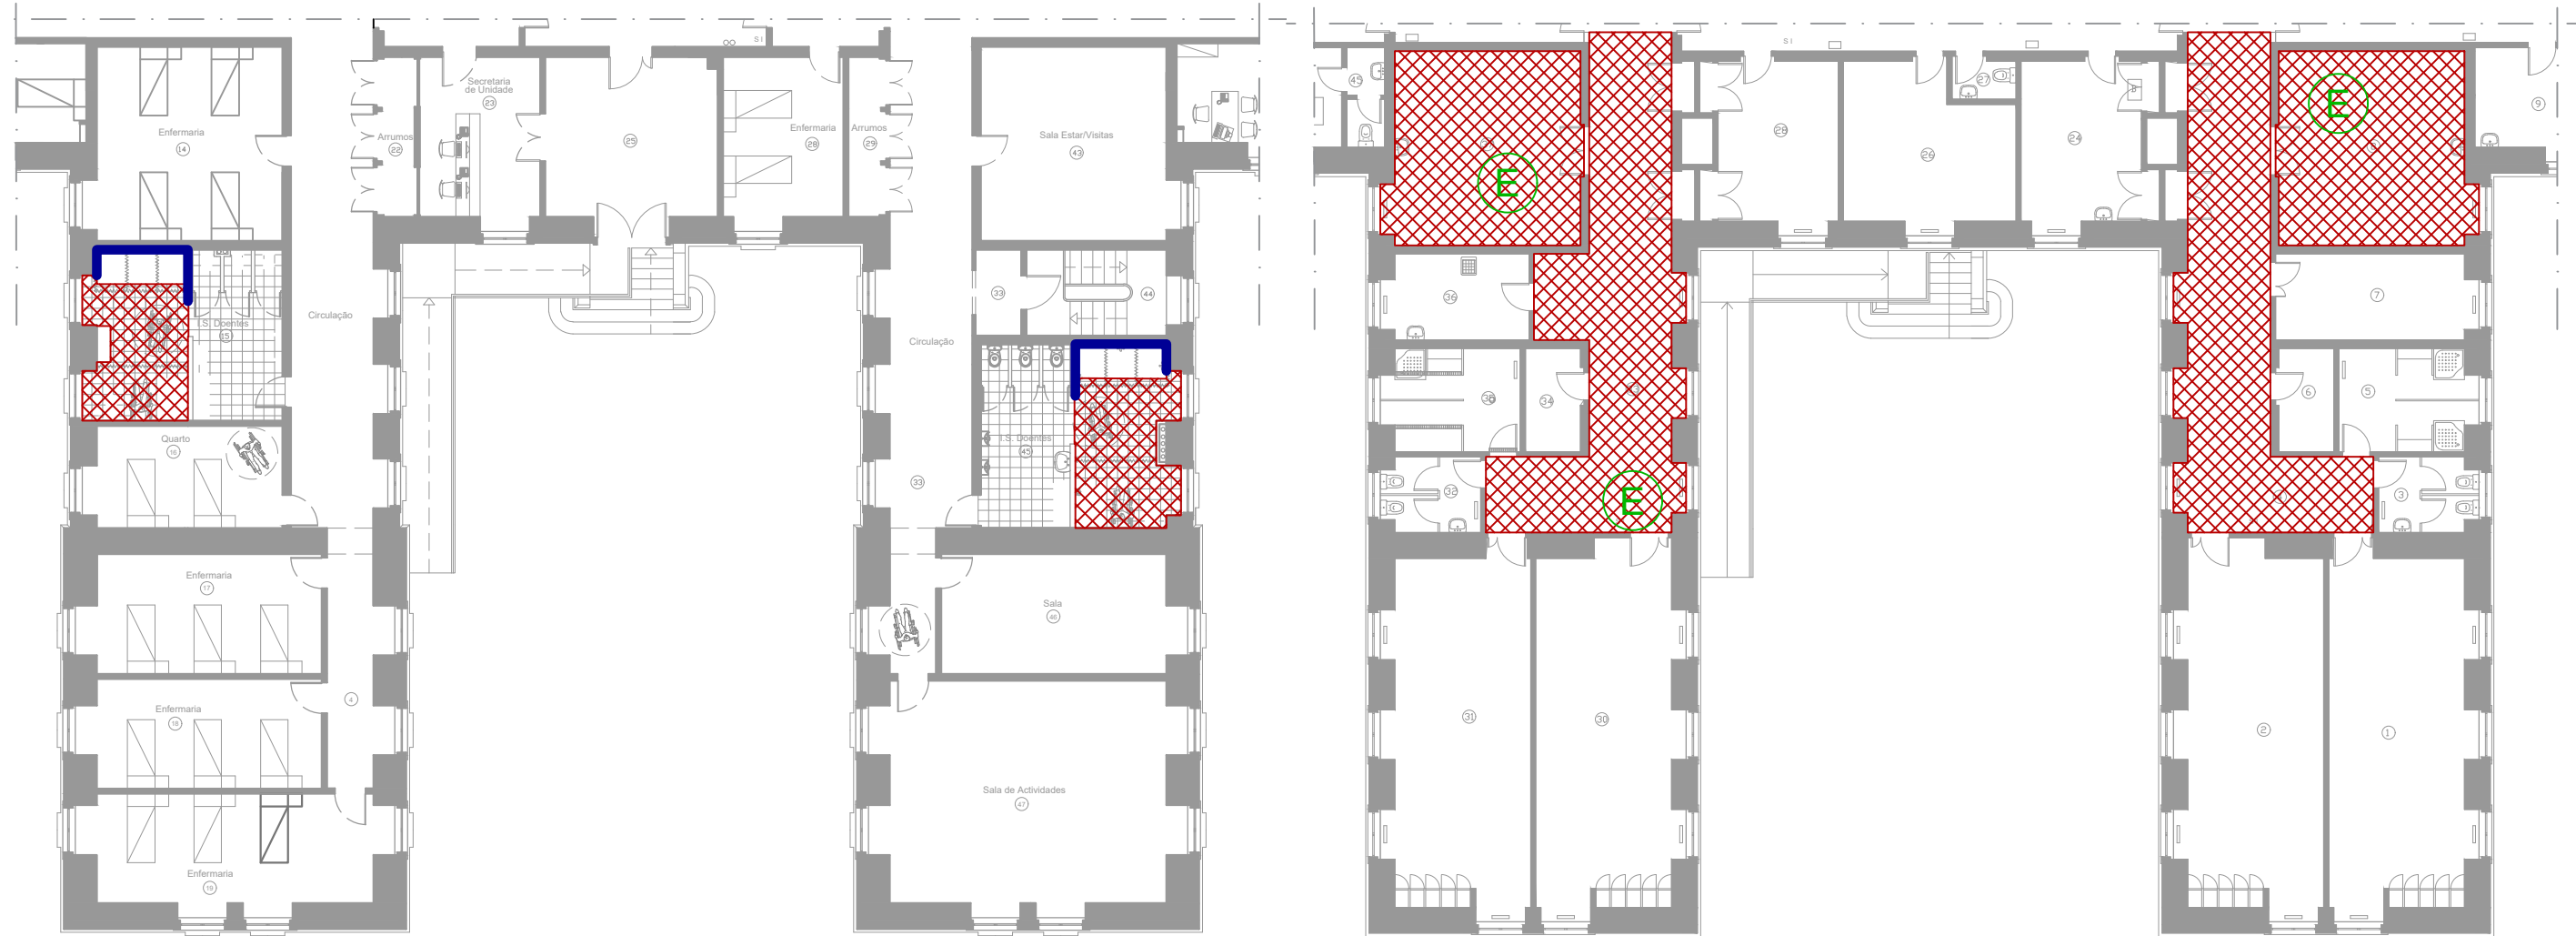 Enfermaria
14
Arrumos
22
Secretaria
de Unidade
23
25
Enfermaria
28
Arrumos
29
S I
Sala Estar/Visitas
43
I.S. Doentes
15
Circulação
Quarto
16
Enfermaria
17
Enfermaria
18
4
Enfermaria
19
33
44
Circulação
33
I.S. Doentes
45
Sala
46
Sala de Actividades
47
45
E
S I
28
26
27
24
E
8
9
36
35
34
32
E
31
30
7
6
5
3
2
1